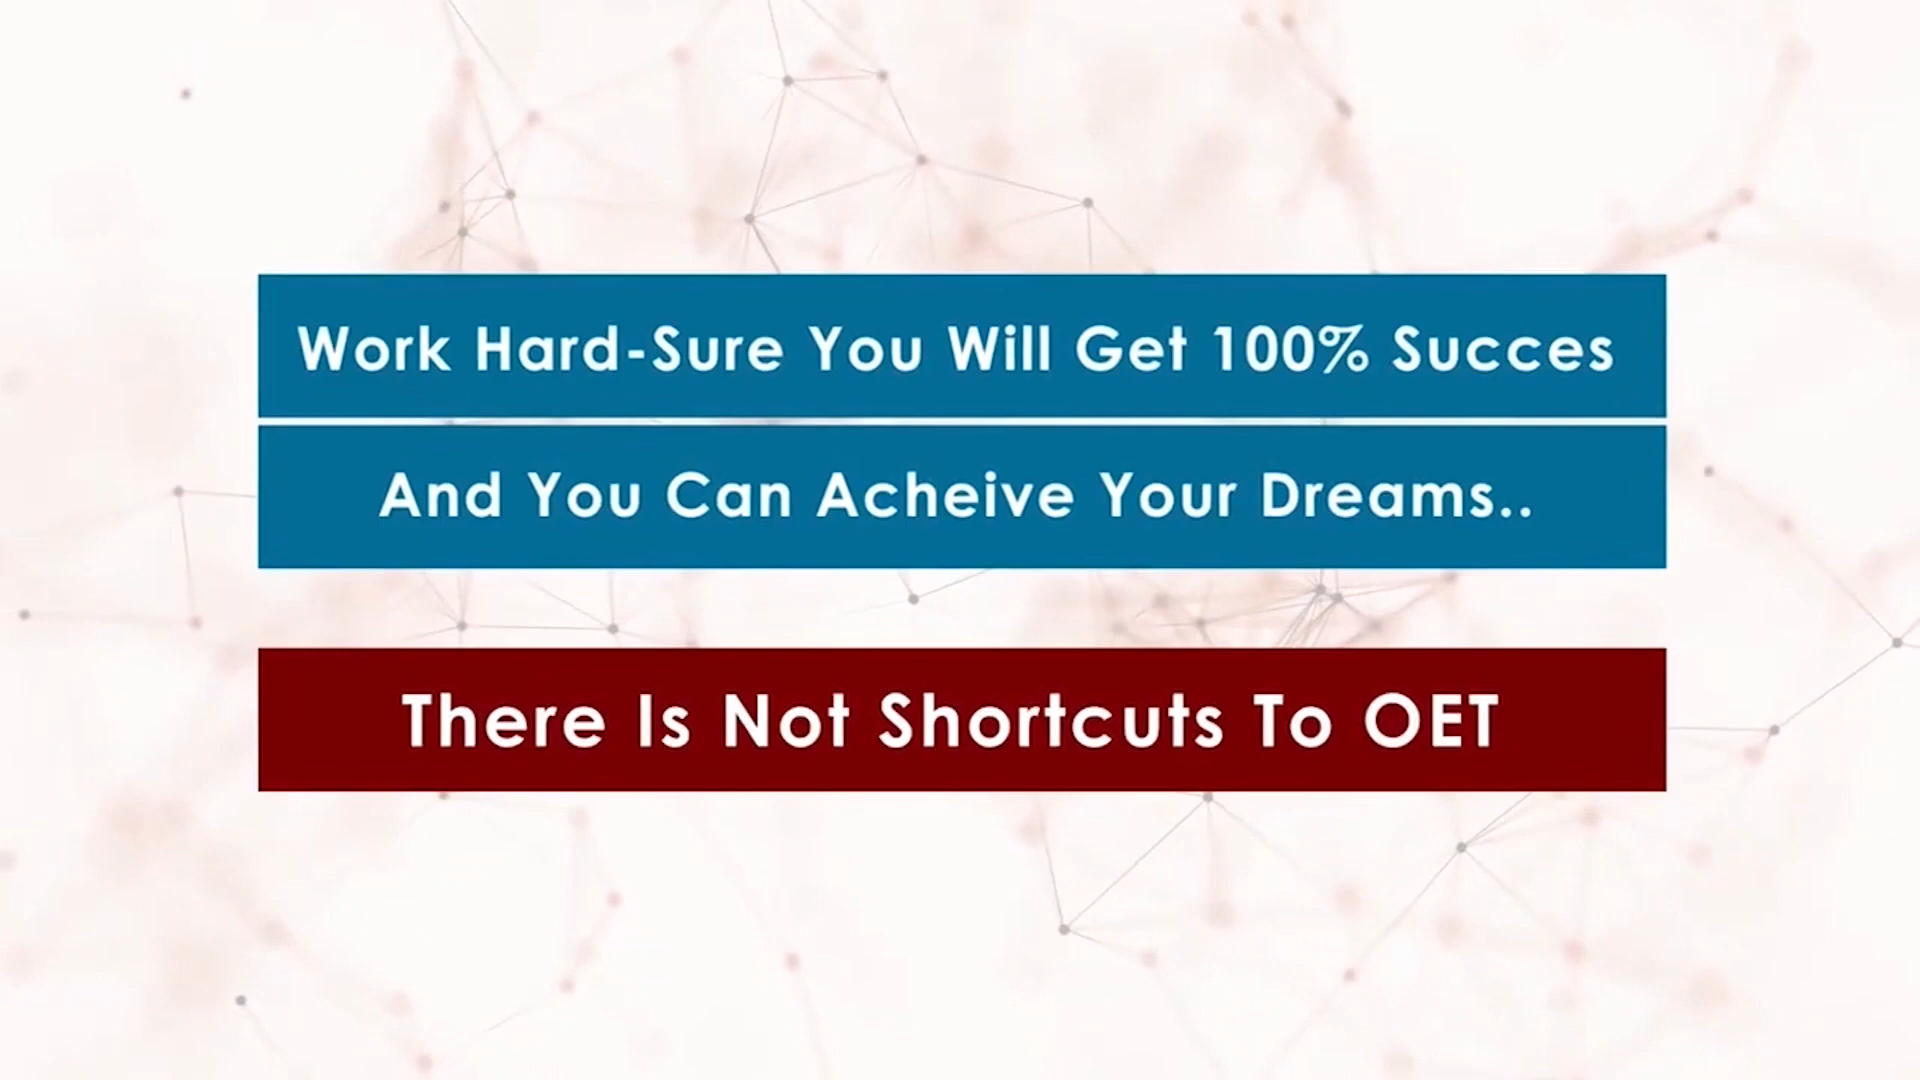 Work Hard-Sure You Will Get 100% Succes
And You Can Acheive Your Dreams..
There Is Not Shortcuts To OET